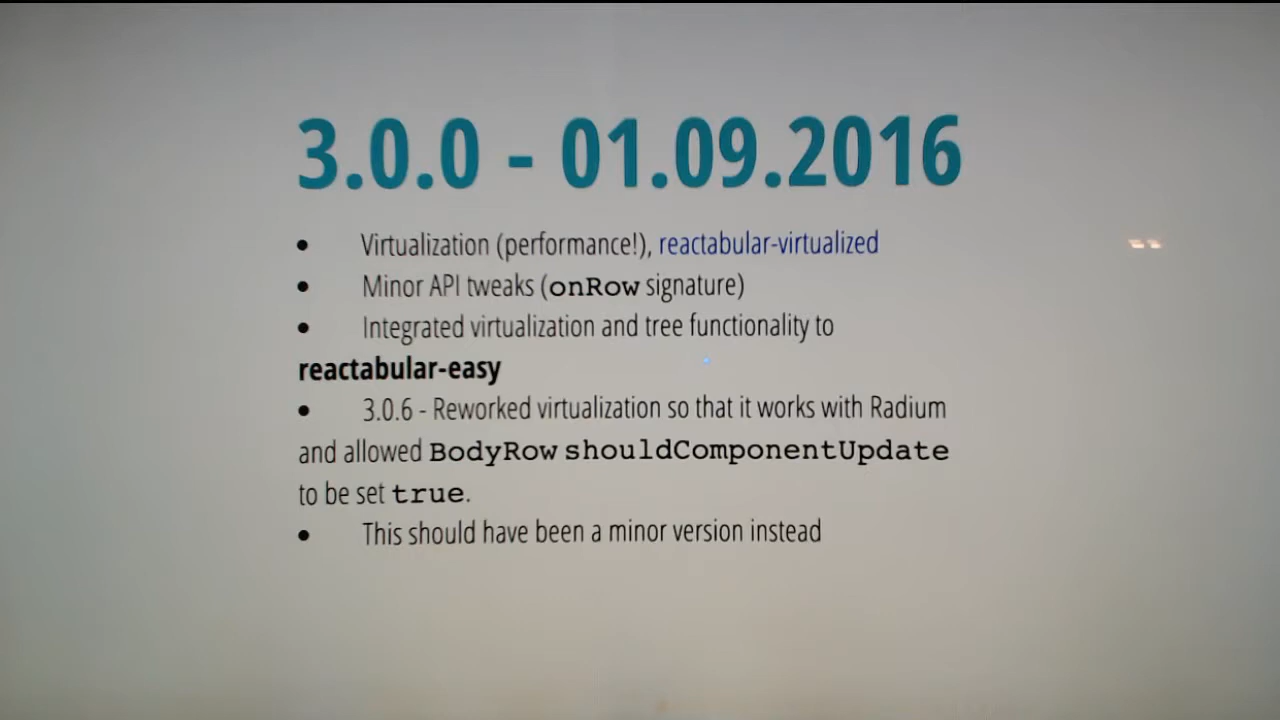 3.0.0 - 01.09.2016
• Virtualization (performance!), reactabular-virtualized
• Minor API tweaks (onRow signature)
• Integrated virtualization and tree functionality to
reactabular-easy
• 3.0.6 - Reworked virtualization so that it works with Radium
and allowed BodyRow shouldComponentUpdate
to be set true.
• This should have been a minor version instead